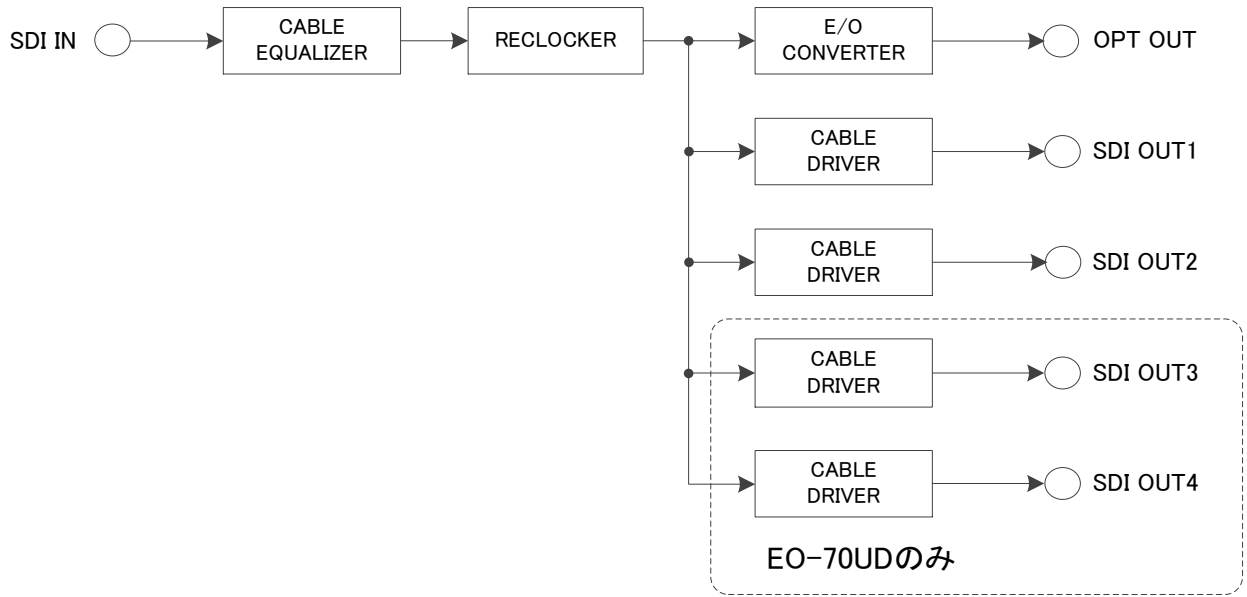 SDI IN
CABLE
EQUALIZER
RECLOCKER
E/O
CONVERTER
OPT OUT
CABLE
DRIVER
SDI OUT1
CABLE
DRIVER
SDI OUT2
CABLE
DRIVER
SDI OUT3
CABLE
DRIVER
SDI OUT4
EO-70UDのみ